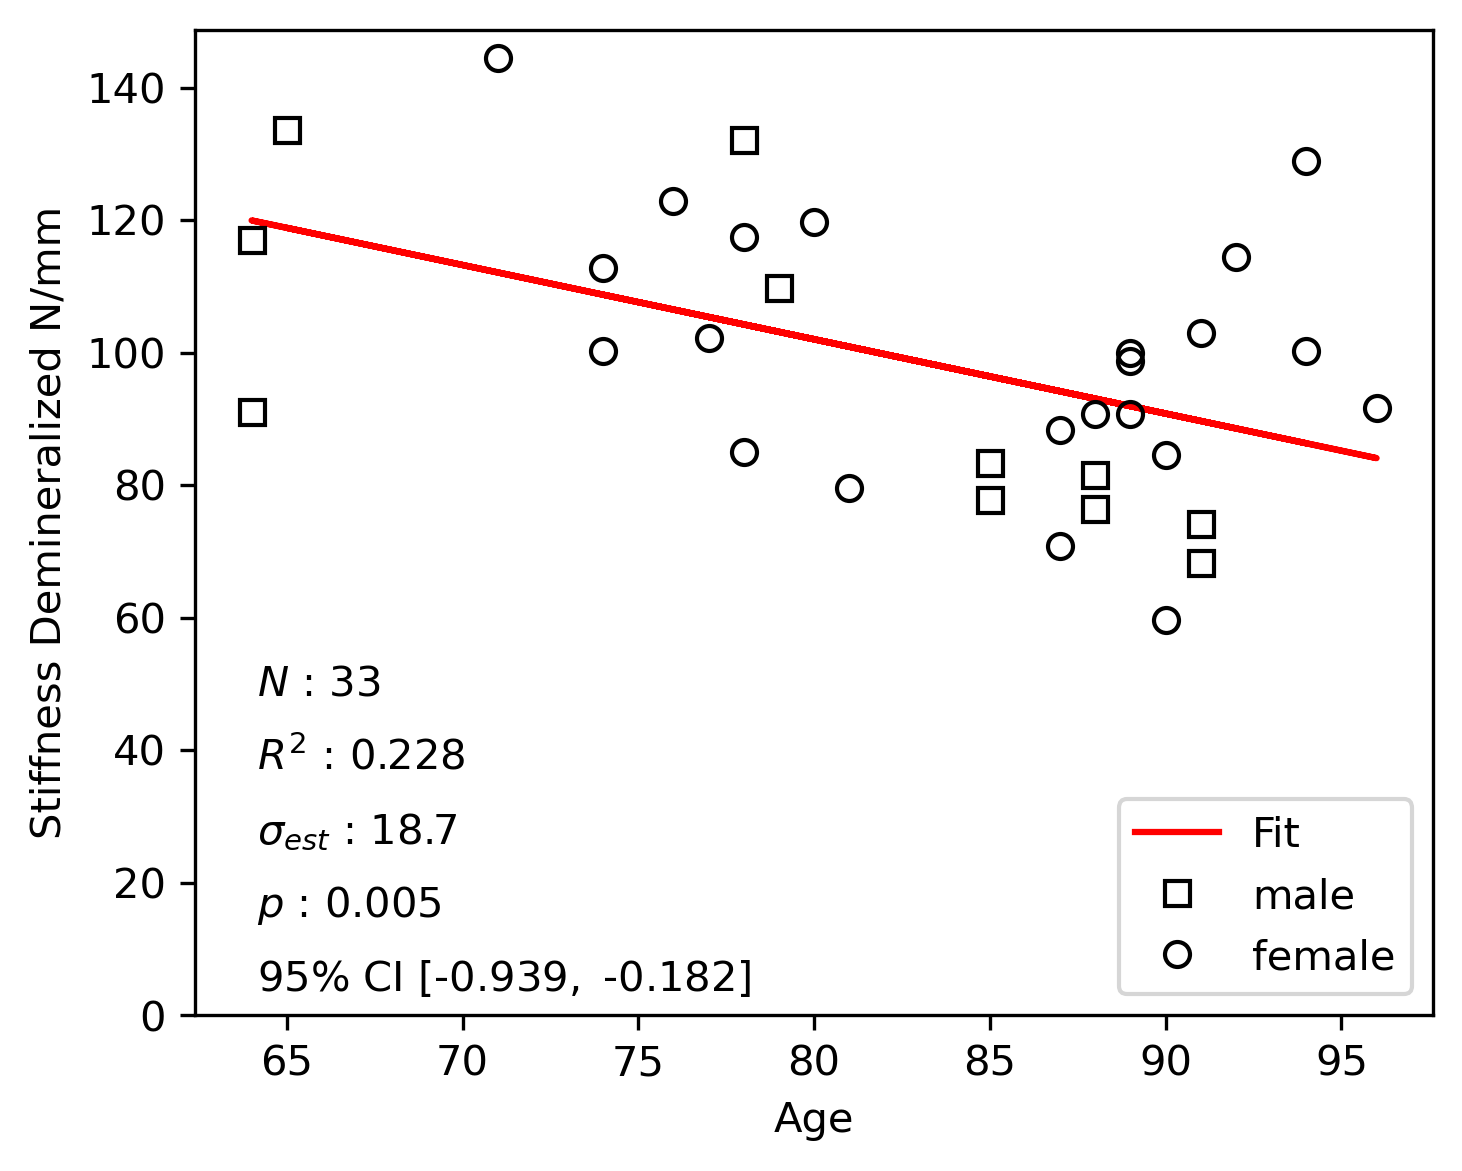 140
120
100
80
60
40
20
0
Stiffness Demineralized N/mm
N : 33
R² : 0.228
σest : 18.7
p : 0.005
95% CI [-0.939, -0.182]
Fit
male
female
65 70 75 80 85 90 95
Age